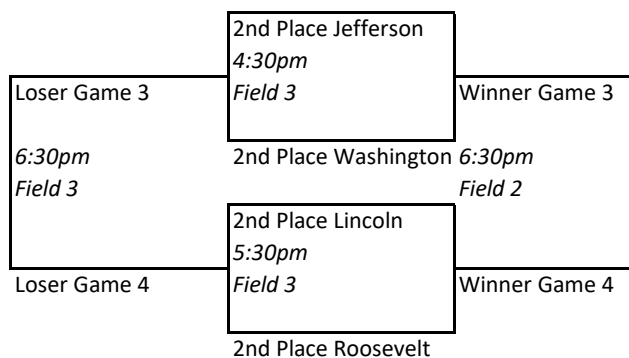 2nd Place Jefferson
4:30pm
Loser Game 3 Field 3 Winner Game 3
6:30pm 2nd Place Washington 6:30pm
Field 3 Field 2
2nd Place Lincoln
5:30pm
Loser Game 4 Field 3 Winner Game 4
2nd Place Roosevelt